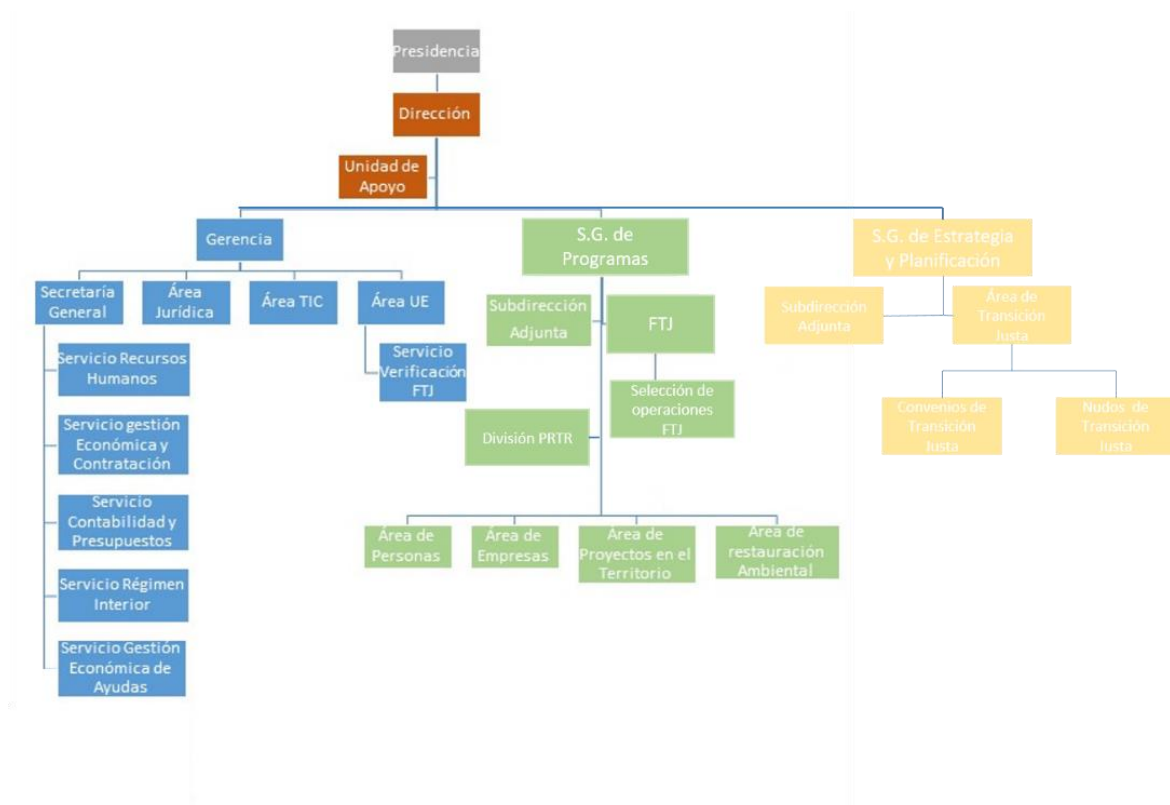 Presidencia
Dirección
Unidad de
Apoyo
Gerencia
S.G. de
Programas
S.G. de Estrategia
y Planificación
Secretaría
General
Área
Jurídica
Área TIC
Área UE
Servicio Recursos
Humanos
Servicio gestión
Económica y
Contratación
Servicio
Contabilidad y
Presupuestos
Servicio Régimen
Interior
Servicio Gestión
Económica de
Ayudas
Servicio
Verificación
FTJ
Subdirección
Adjunta
FTJ
Selección de
operaciones
FTJ
División PRTR
Área de
Personas
Área de
Empresas
Área de
Proyectos en el
Territorio
Área de
restauración
Ambiental
Subdirección
Adjunta
Área de
Transición
Justa
Convenios de
Transición
Justa
Nudos de
Transición
Justa